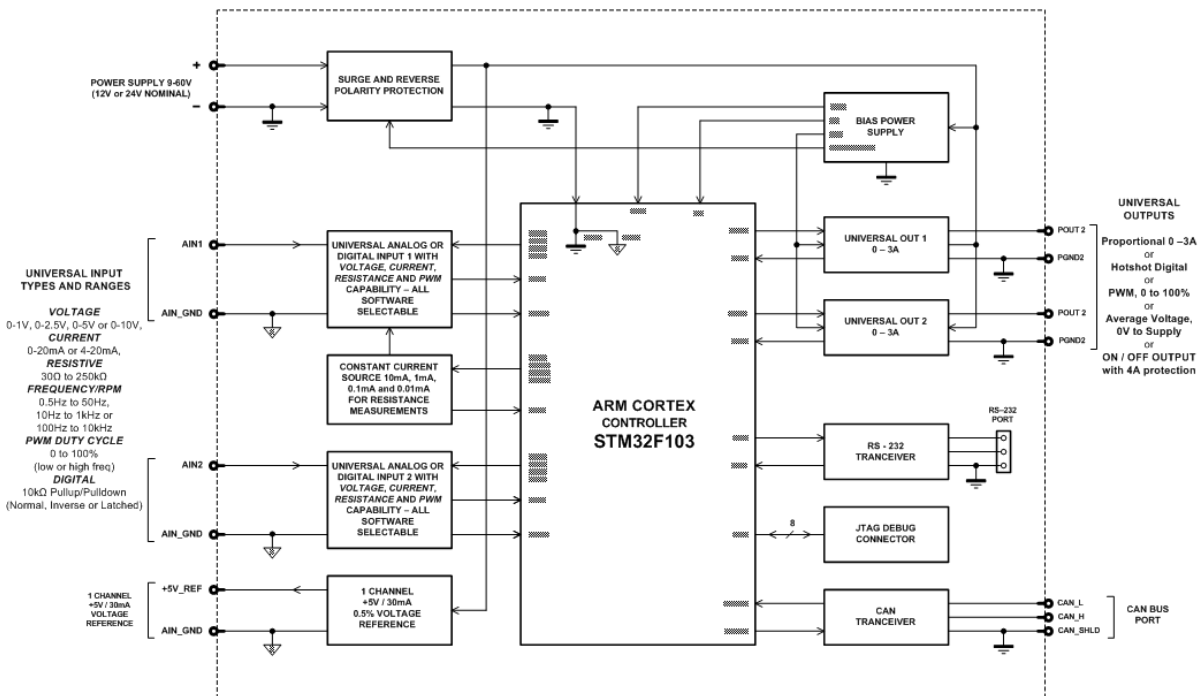 +
POWER SUPPLY 9-60V
(12V or 24V NOMINAL)
–
SURGE AND REVERSE
POLARITY PROTECTION
BIAS POWER
SUPPLY
UNIVERSAL INPUT
TYPES AND RANGES
VOLTAGE
0-1V, 0-2.5V, 0-5V or 0-10V,
CURRENT
0-20mA or 4-20mA,
RESISTIVE
30Ω to 250kΩ
FREQUENCY/RPM
0.5Hz to 50Hz,
10Hz to 1kHz or
100Hz to 10kHz
PWM DUTY CYCLE
0 to 100%
(low or high freq)
DIGITAL
10kΩ Pullup/Pulldown
(Normal, Inverse or Latched)
AIN1
AIN_GND
UNIVERSAL ANALOG OR
DIGITAL INPUT 1 WITH
VOLTAGE, CURRENT,
RESISTANCE AND PWM
CAPABILITY – ALL
SOFTWARE
SELECTABLE
CONSTANT CURRENT
SOURCE 10mA, 1mA,
0.1mA and 0.01mA
FOR RESISTANCE
MEASUREMENTS
AIN2
AIN_GND
UNIVERSAL ANALOG OR
DIGITAL INPUT 2 WITH
VOLTAGE, CURRENT,
RESISTANCE AND PWM
CAPABILITY – ALL
SOFTWARE
SELECTABLE
1 CHANNEL
+5V / 30mA
VOLTAGE
REFERENCE
+5V_REF
AIN_GND
1 CHANNEL
+5V / 30mA
0.5% VOLTAGE
REFERENCE
ARM CORTEX
CONTROLLER
STM32F103
UNIVERSAL OUT 1
0 – 3A
UNIVERSAL OUT 2
0 – 3A
POUT 2
PGND2
POUT 2
PGND2
UNIVERSAL
OUTPUTS
Proportional 0 –3A
or
Hotshot Digital
or
PWM, 0 to 100%
or
Average Voltage,
0V to Supply
or
ON / OFF OUTPUT
with 4A protection
RS - 232
TRANCEIVER
RS–232
PORT
8
JTAG DEBUG
CONNECTOR
CAN
TRANCEIVER
CAN_L
CAN_H
CAN_SHLD
CAN BUS
PORT